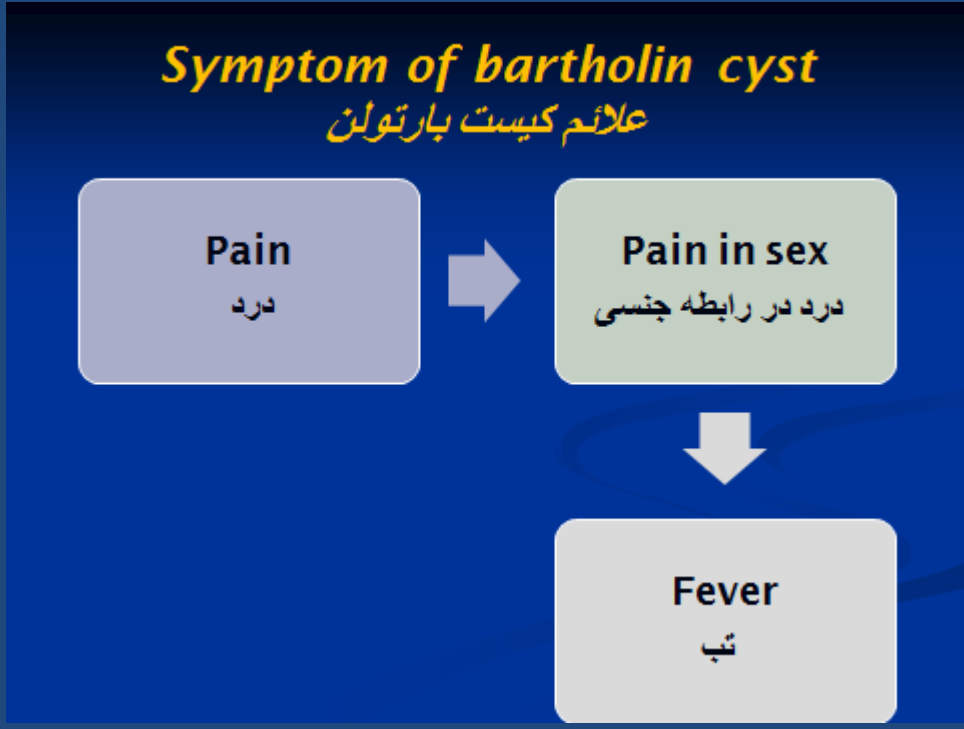 Symptom of bartholin cyst
علائم کیست بارتولن
Pain
درد
Pain in sex
درد در رابطه جنسی
Fever
تب